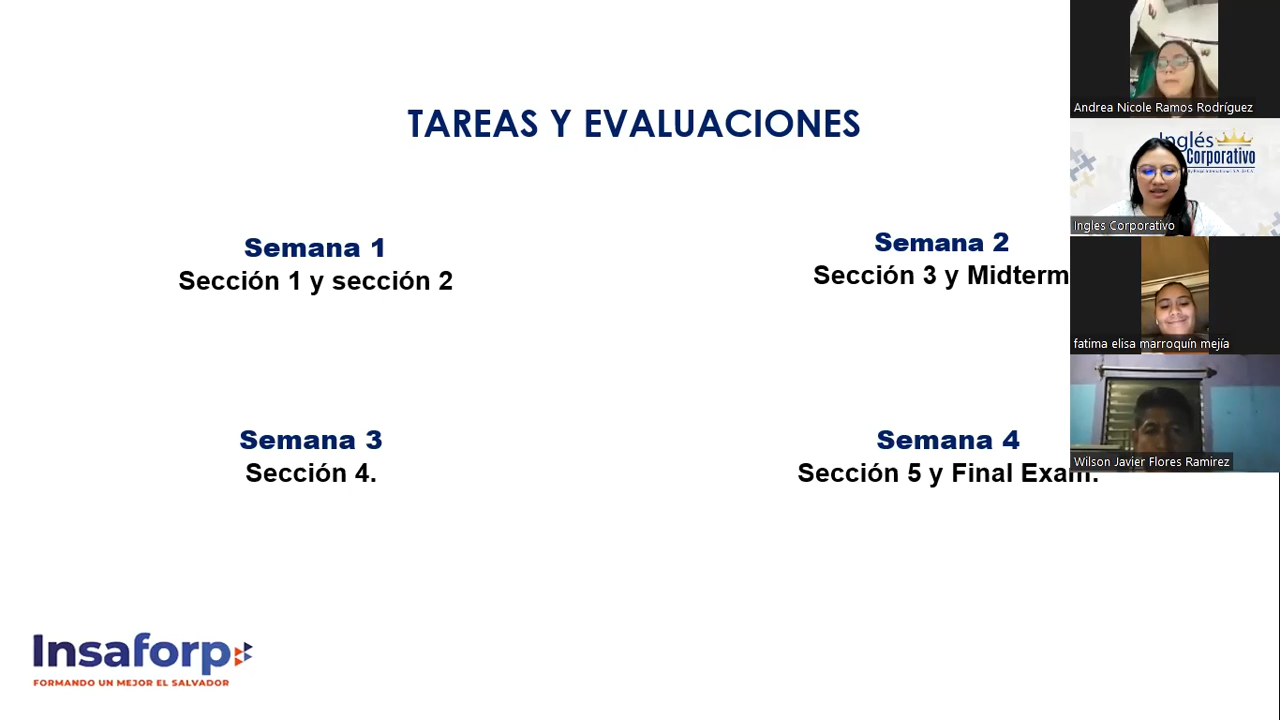 TAREAS Y EVALUACIONES
Semana 1
Sección 1 y sección 2
Semana 2
Sección 3 y Midterm
Semana 3
Sección 4.
Semana 4
Sección 5 y Final Exam.
Insaforp
FORMANDO UN MEJOR EL SALVADOR
Andrea Nicole Ramos Rodríguez
Inglés
Corporativo
Ingles Corporativo
fatima elisa marroquín mejía
Wilson Javier Flores Ramirez